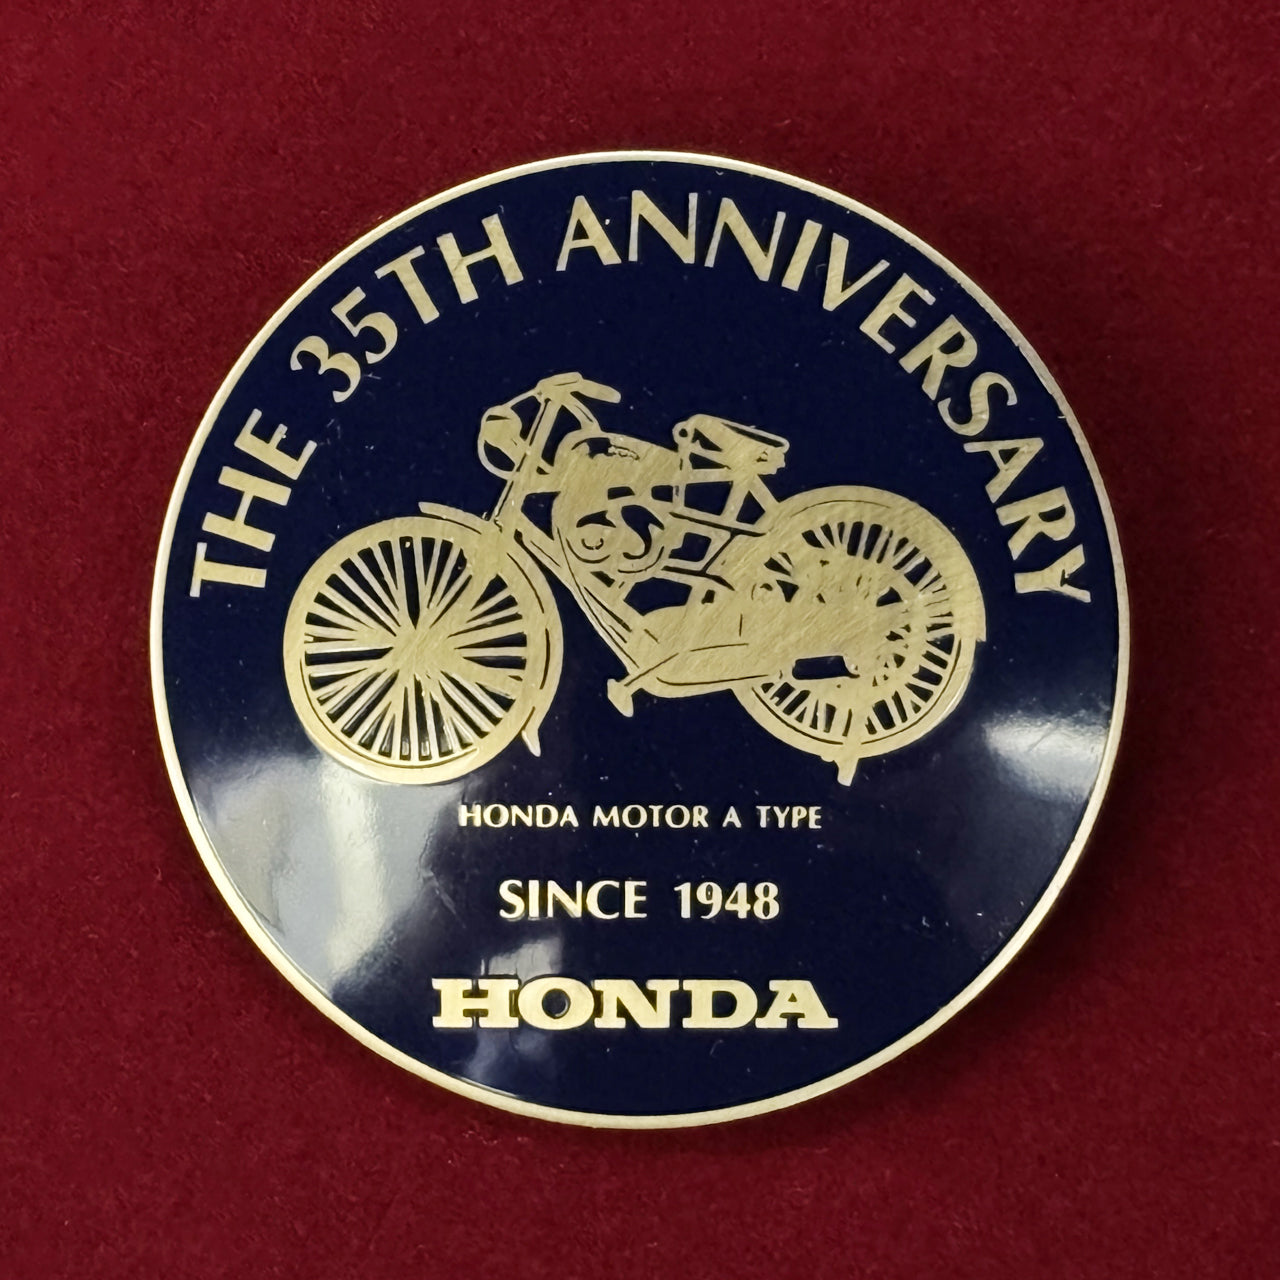 THE 35TH ANNIVERSARY
HONDA MOTOR A TYPE
SINCE 1948
HONDA